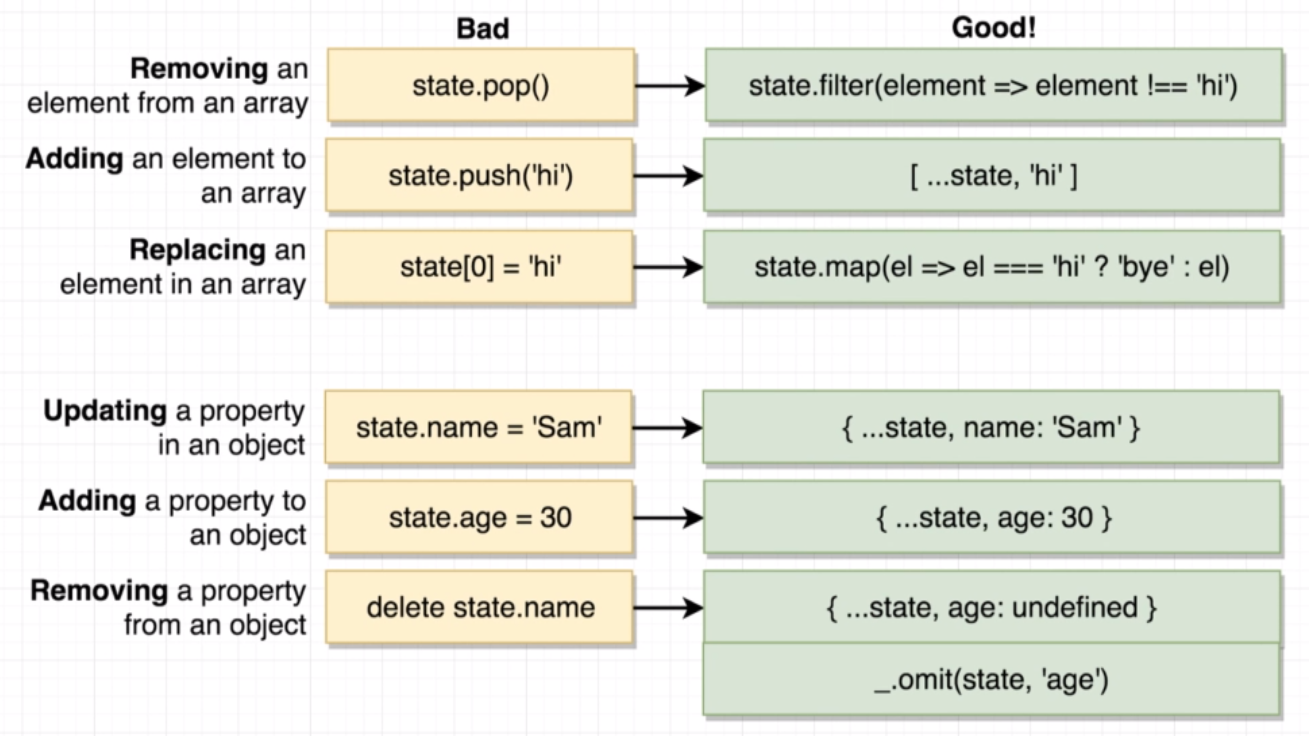 Bad
Good!
Removing an
element from an array
state.pop()
state.filter(element => element !== 'hi')
Adding an element to
an array
state.push('hi')
[ ...state, 'hi' ]
Replacing an
element in an array
state[0] = 'hi'
state.map(el => el === 'hi' ? 'bye' : el)
Updating a property
in an object
state.name = 'Sam'
{ ...state, name: 'Sam' }
Adding a property to
an object
state.age = 30
{ ...state, age: 30 }
Removing a property
from an object
delete state.name
{ ...state, age: undefined }
_.omit(state, 'age')